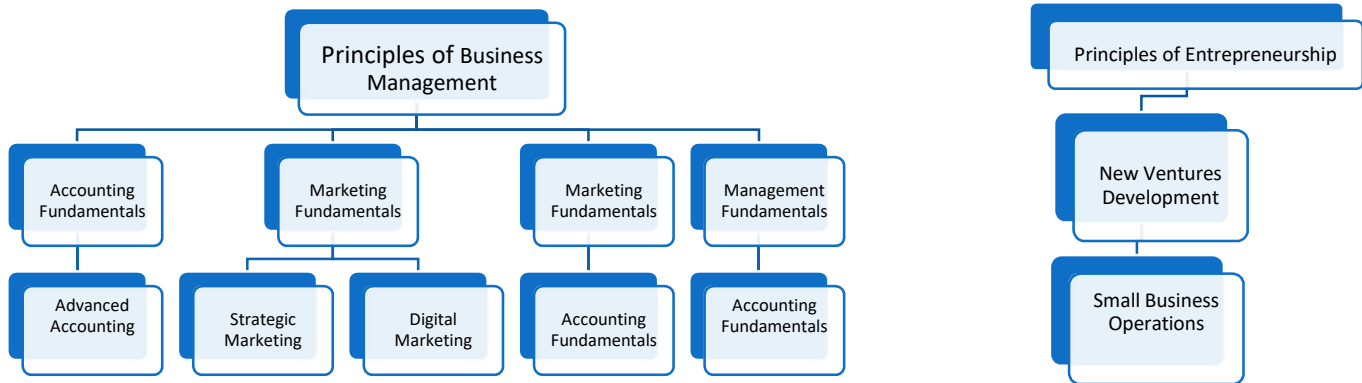 Principles of Business
Management
Principles of Entrepreneurship
Accounting
Fundamentals
Marketing
Fundamentals
Marketing
Fundamentals
Management
Fundamentals
New Ventures
Development
Advanced
Accounting
Strategic
Marketing
Digital
Marketing
Accounting
Fundamentals
Accounting
Fundamentals
Small Business
Operations